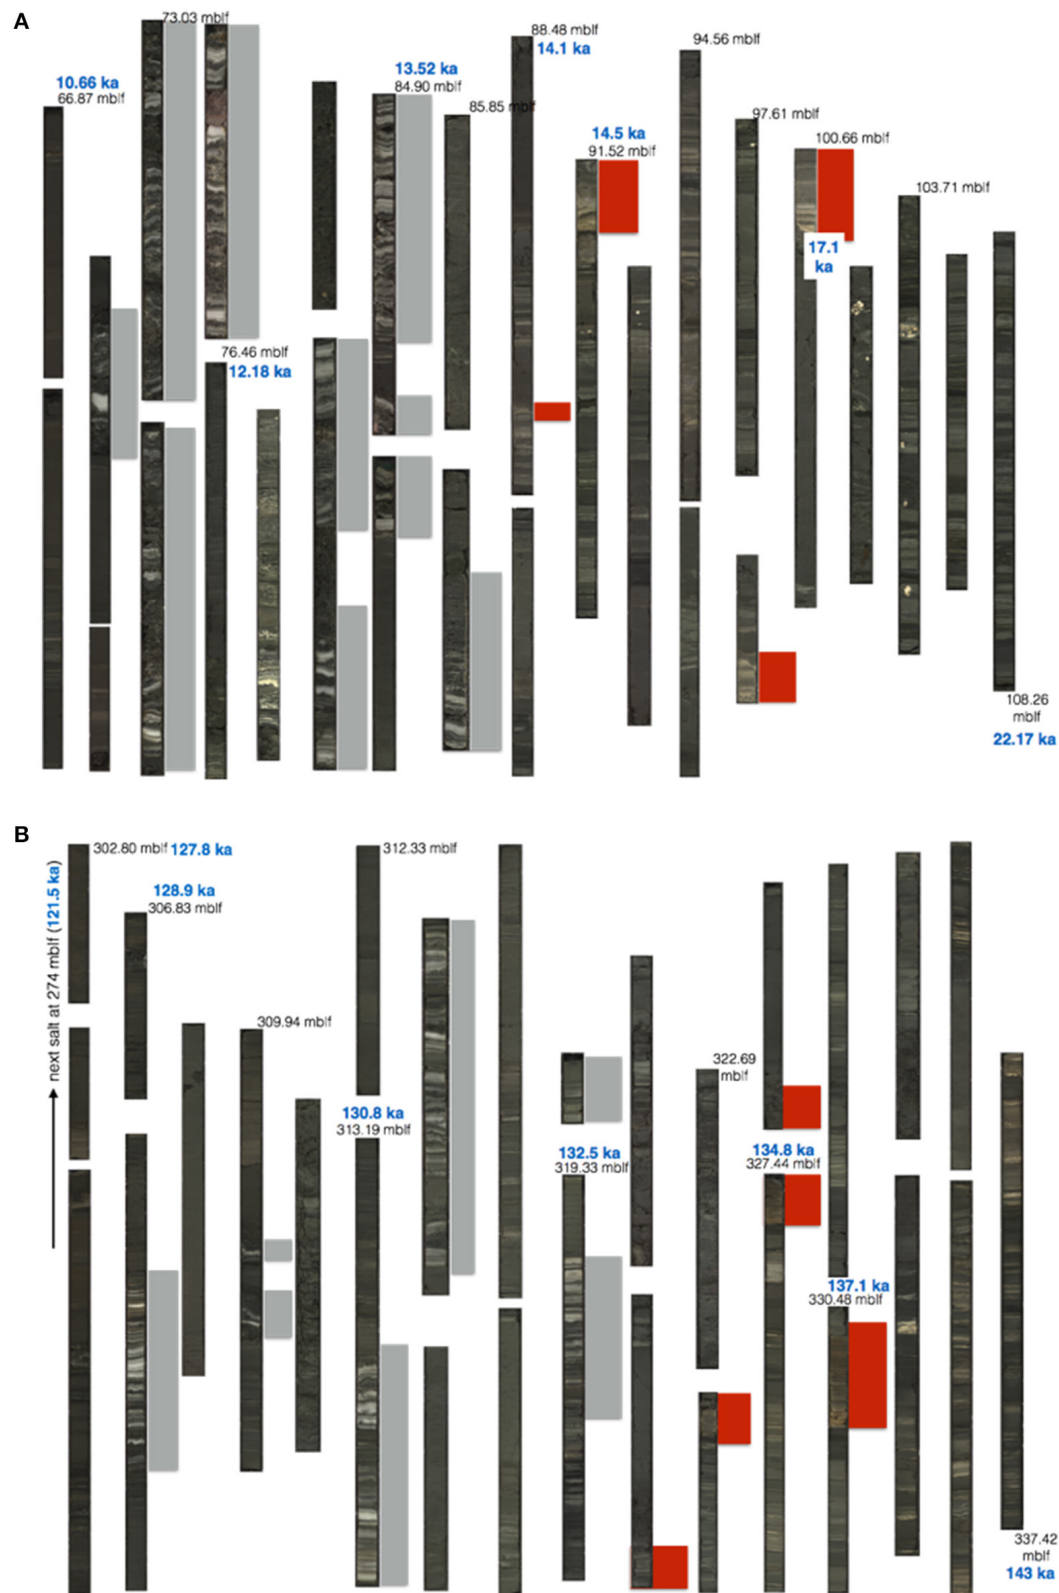 A
73.03 mblf
10.66 ka
66.87 mblf
76.46 mblf
12.18 ka
13.52 ka
84.90 mblf
85.85 mblf
88.48 mblf
14.1 ka
14.5 ka
91.52 mblf
94.56 mblf
97.61 mblf
100.66 mblf
17.1
ka
103.71 mblf
108.26
mblf
22.17 ka
B
next salt at 274 mblf (121.5 ka)
302.80 mblf 127.8 ka
128.9 ka
306.83 mblf
309.94 mblf
312.33 mblf
130.8 ka
313.19 mblf
132.5 ka
319.33 mblf
322.69
mblf
134.8 ka
327.44 mblf
137.1 ka
330.48 mblf
337.42
mblf
143 ka